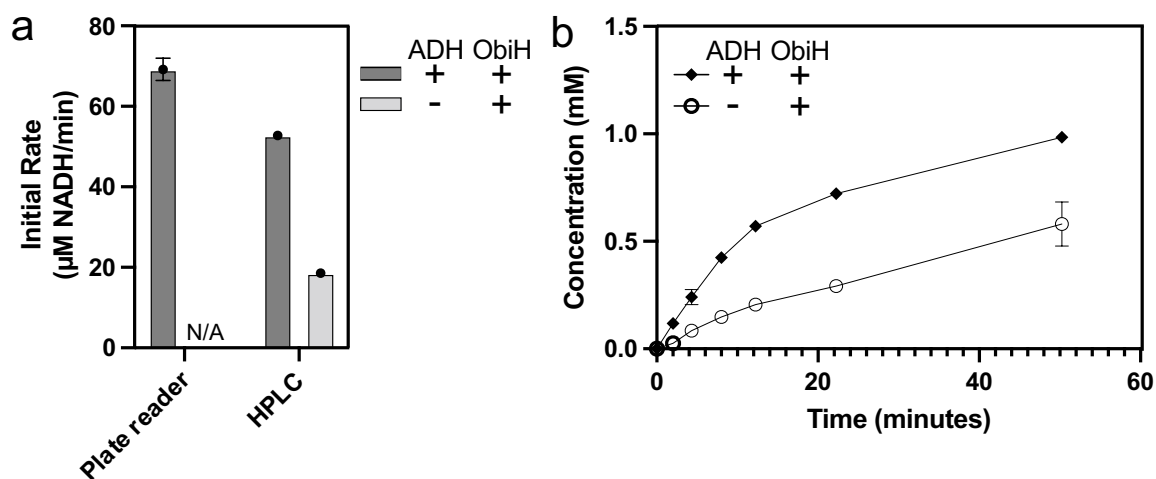 a
80
60
40
20
0
Initial Rate
(µM NADH/min)
N/A
Plate reader
HPLC
ADH ObiH
+ +
- +
b
1.5
1.0
0.5
0.0
Concentration (mM)
ADH ObiH
+ +
- +
0 20 40 60
Time (minutes)